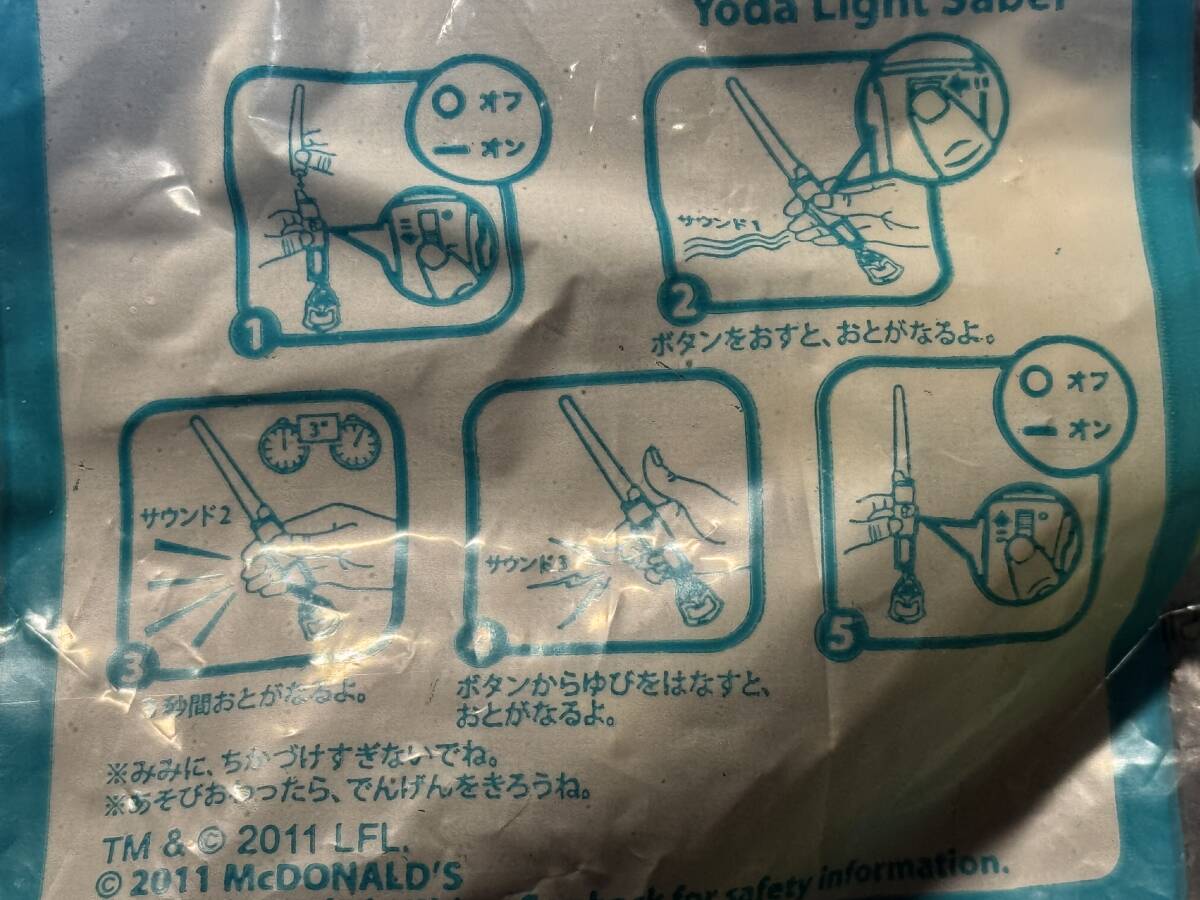 Yoda Light Saber
オフ
オン
1
サウンド1
2
ボタンをおすと、おとがなるよ。
3"
サウンド2
3
秒間おとがなるよ。
サウンド3
ボタンからゆびをはなすと、
おとがなるよ。
オフ
オン
5
※みみに、ちかづけすぎないでね。
※あそびおわったら、でんげんをきろうね。
TM & © 2011 LFL.
© 2011 McDONALD'S
for safety information.